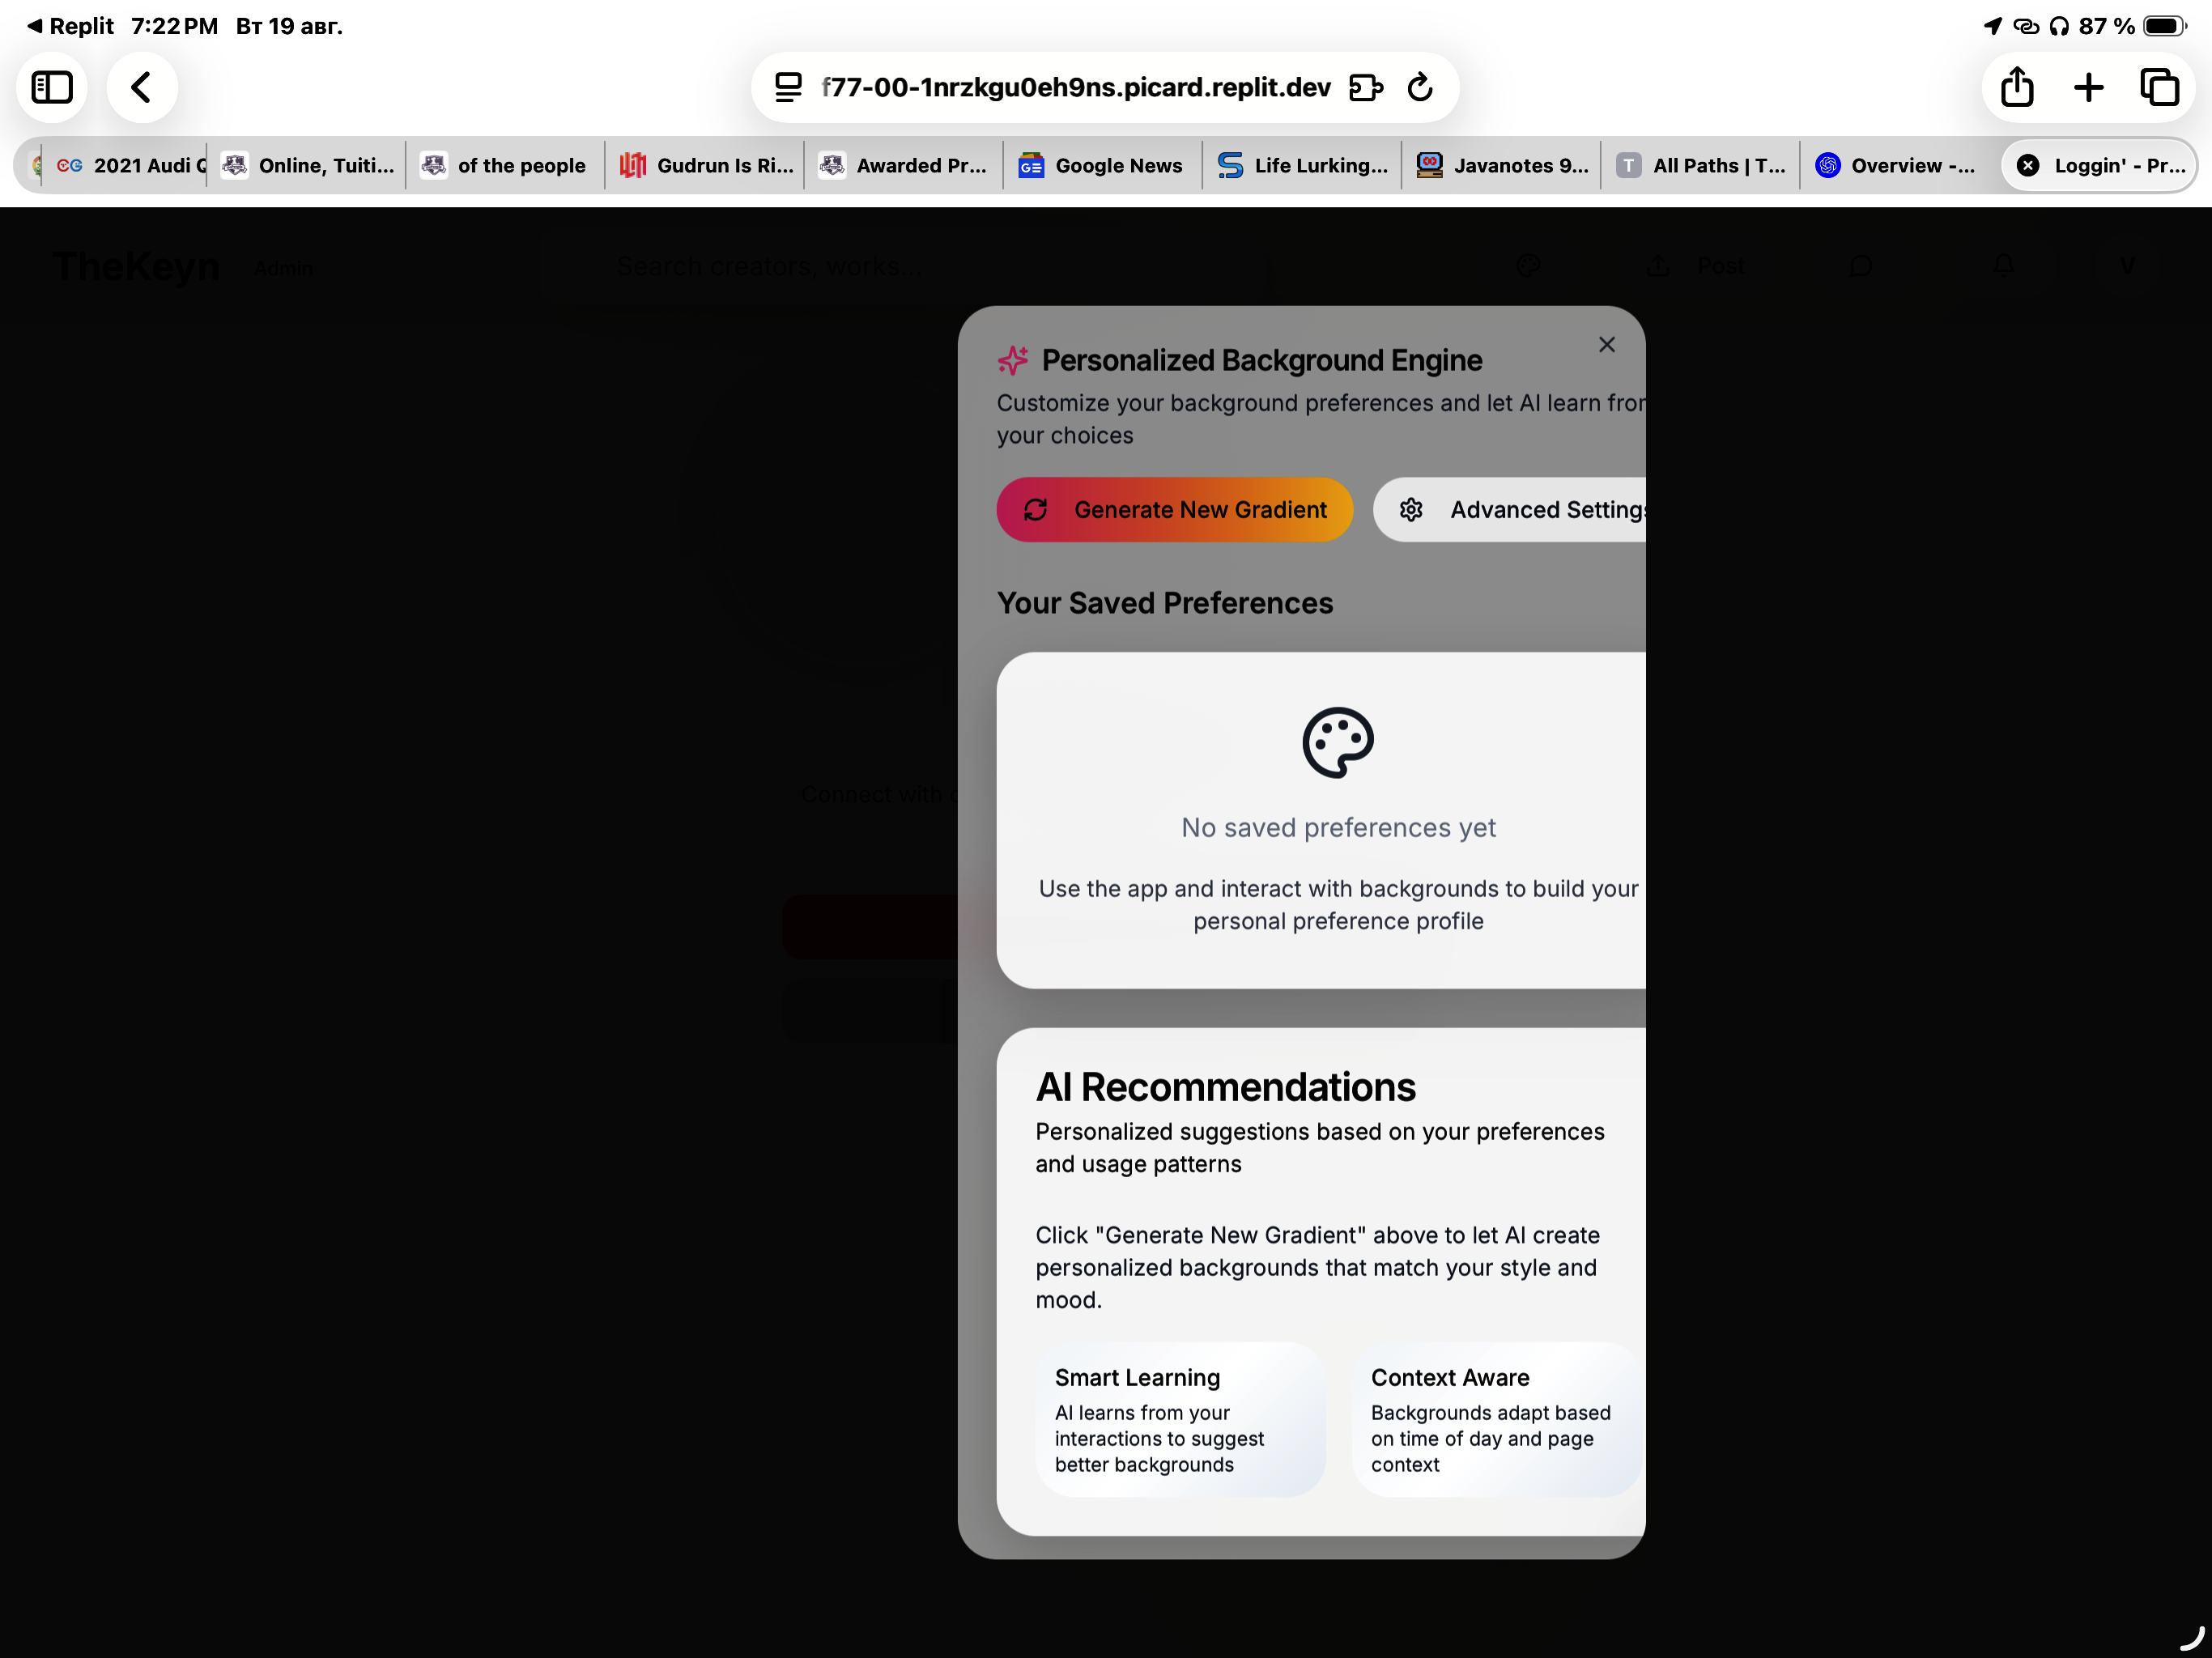 Replit 7:22 PM Вт 19 авг. 87 %
f77-00-1nrzkgu0eh9ns.picard.replit.dev
2021 Audi Q
Online, Tuiti...
of the people
Gudrun Is Ri...
Awarded Pr...
Google News
Life Lurking...
Javanotes 9...
All Paths | T...
Overview -...
Loggin' - Pr...
TheKeyn Admin Search creators, works... Post V
Personalized Background Engine
Customize your background preferences and let AI learn from
your choices
Generate New Gradient Advanced Settings
Your Saved Preferences
No saved preferences yet
Connect with
Use the app and interact with backgrounds to build your
personal preference profile
AI Recommendations
Personalized suggestions based on your preferences
and usage patterns
Click "Generate New Gradient" above to let AI create
personalized backgrounds that match your style and
mood.
Smart Learning
AI learns from your
interactions to suggest
better backgrounds
Context Aware
Backgrounds adapt based
on time of day and page
context